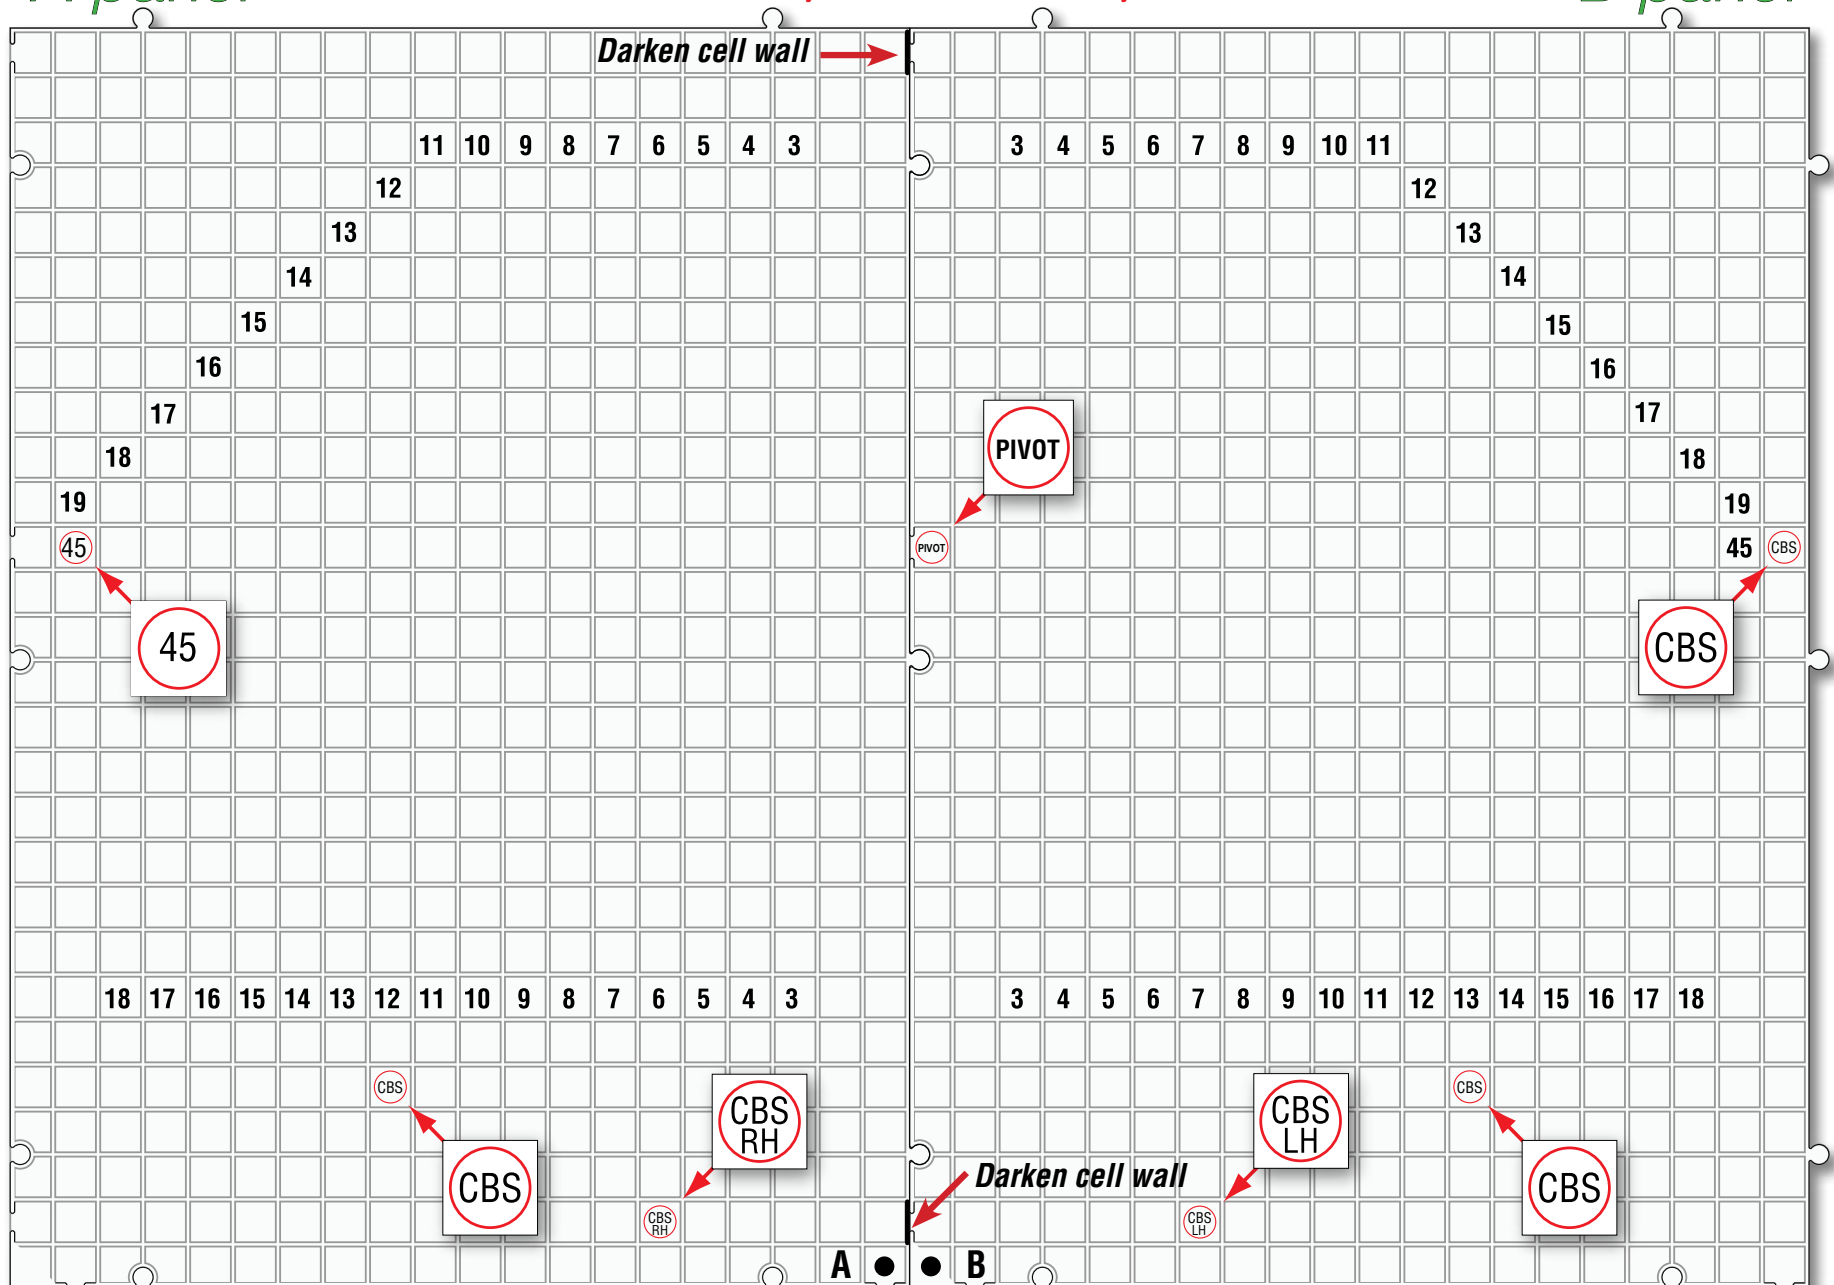 Darken cell wall
11 10 9 8 7 6 5 4 3
3 4 5 6 7 8 9 10 11
12
12
13
13
14
14
15
15
16
16
17
17
PIVOT
18
18
19
19
45
PIVOT
45
CBS
45
CBS
18 17 16 15 14 13 12 11 10 9 8 7 6 5 4 3
3 4 5 6 7 8 9 10 11 12 13 14 15 16 17 18
CBS
CBS
CBS
RH
CBS
LH
CBS
CBS
Darken cell wall
CBS
RH
CBS
LH
A
B